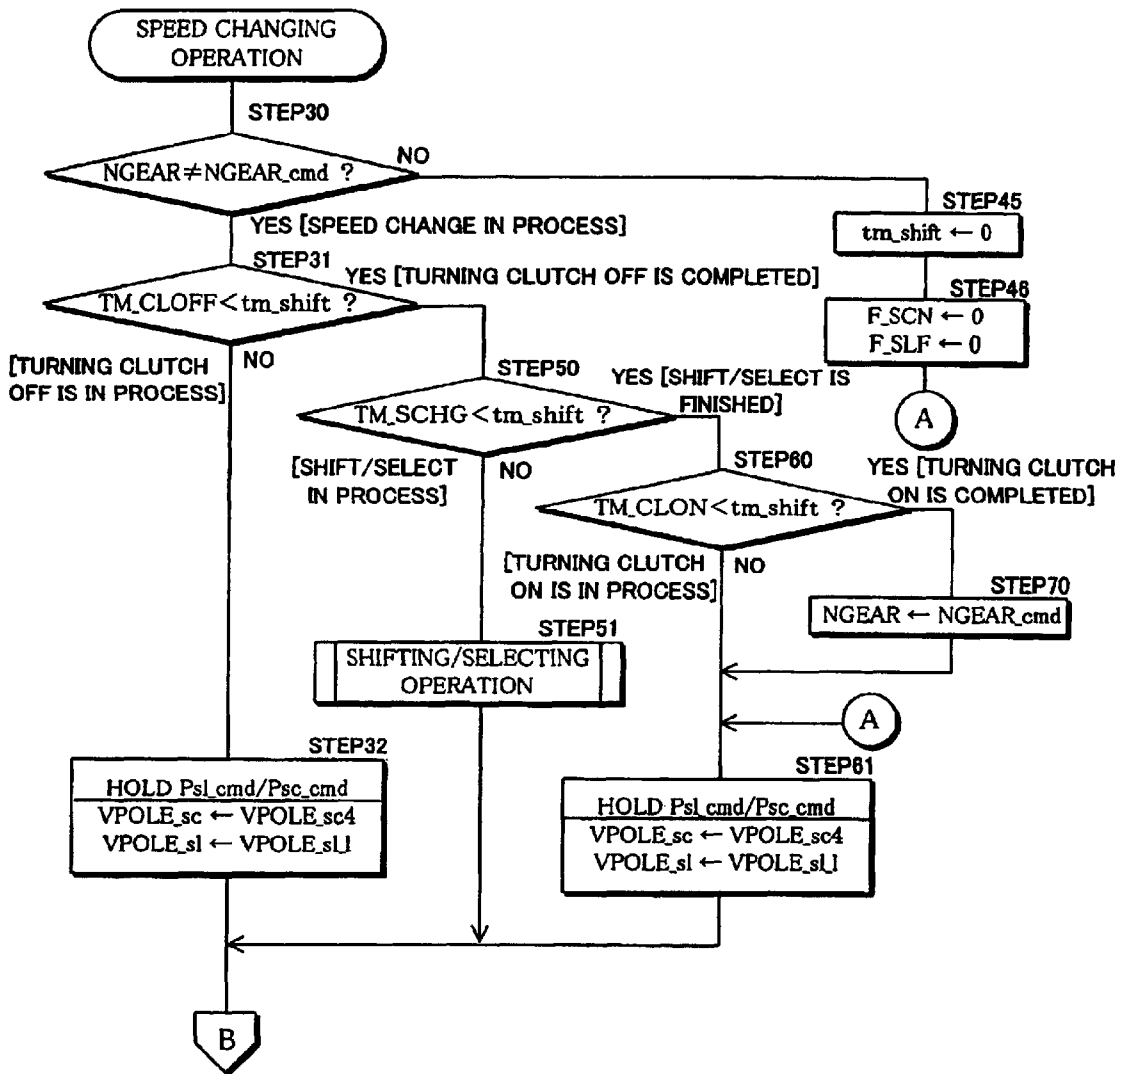 SPEED CHANGING
OPERATION
STEP30
NGEAR≠NGEAR_cmd ?
NO
YES [SPEED CHANGE IN PROCESS]
STEP45
tm_shift ← 0
STEP31
YES [TURNING CLUTCH OFF IS COMPLETED]
TM_CLOFF<tm_shift ?
STEP46
F_SCN ← 0
F_SLF ← 0
A
[TURNING CLUTCH
OFF IS IN PROCESS]
NO
STEP50
YES [SHIFT/SELECT IS
FINISHED]
TM_SCHG<tm_shift ?
[SHIFT/SELECT
IN PROCESS]
NO
STEP60
YES [TURNING CLUTCH
ON IS COMPLETED]
TM_CLON<tm_shift ?
[TURNING CLUTCH
ON IS IN PROCESS]
NO
STEP70
NGEAR ← NGEAR_cmd
STEP51
SHIFTING/SELECTING
OPERATION
A
STEP32
HOLD Psl_cmd/Psc_cmd
VPOLE_sc ← VPOLE_sc4
VPOLE_sl ← VPOLE_sl_1
STEP61
HOLD Psl_cmd/Psc_cmd
VPOLE_sc ← VPOLE_sc4
VPOLE_sl ← VPOLE_sl_1
B